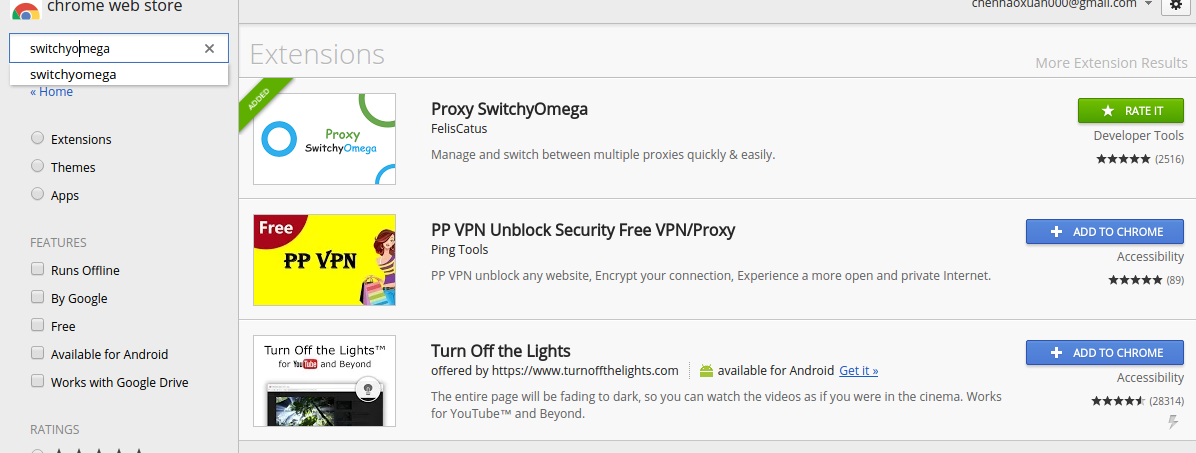 chrome web store
chenhaoxuan000@gmail.com
switchyomega
switchyomega
« Home
Extensions
Themes
Apps
FEATURES
Runs Offline
By Google
Free
Available for Android
Works with Google Drive
RATINGS
Extensions
More Extension Results
ADDED
Proxy
SwitchyOmega
Proxy SwitchyOmega
FelisCatus
Manage and switch between multiple proxies quickly & easily.
RATE IT
Developer Tools
(2516)
Free
PP VPN
PP VPN Unblock Security Free VPN/Proxy
Ping Tools
PP VPN unblock any website, Encrypt your connection, Experience a more open and private Internet.
ADD TO CHROME
Accessibility
(89)
Turn Off the Lights™
for YouTube and Beyond
Turn Off the Lights
offered by https://www.turnoffthelights.com
available for Android Get it »
The entire page will be fading to dark, so you can watch the videos as if you were in the cinema. Works
for YouTube™ and Beyond.
ADD TO CHROME
Accessibility
(28314)